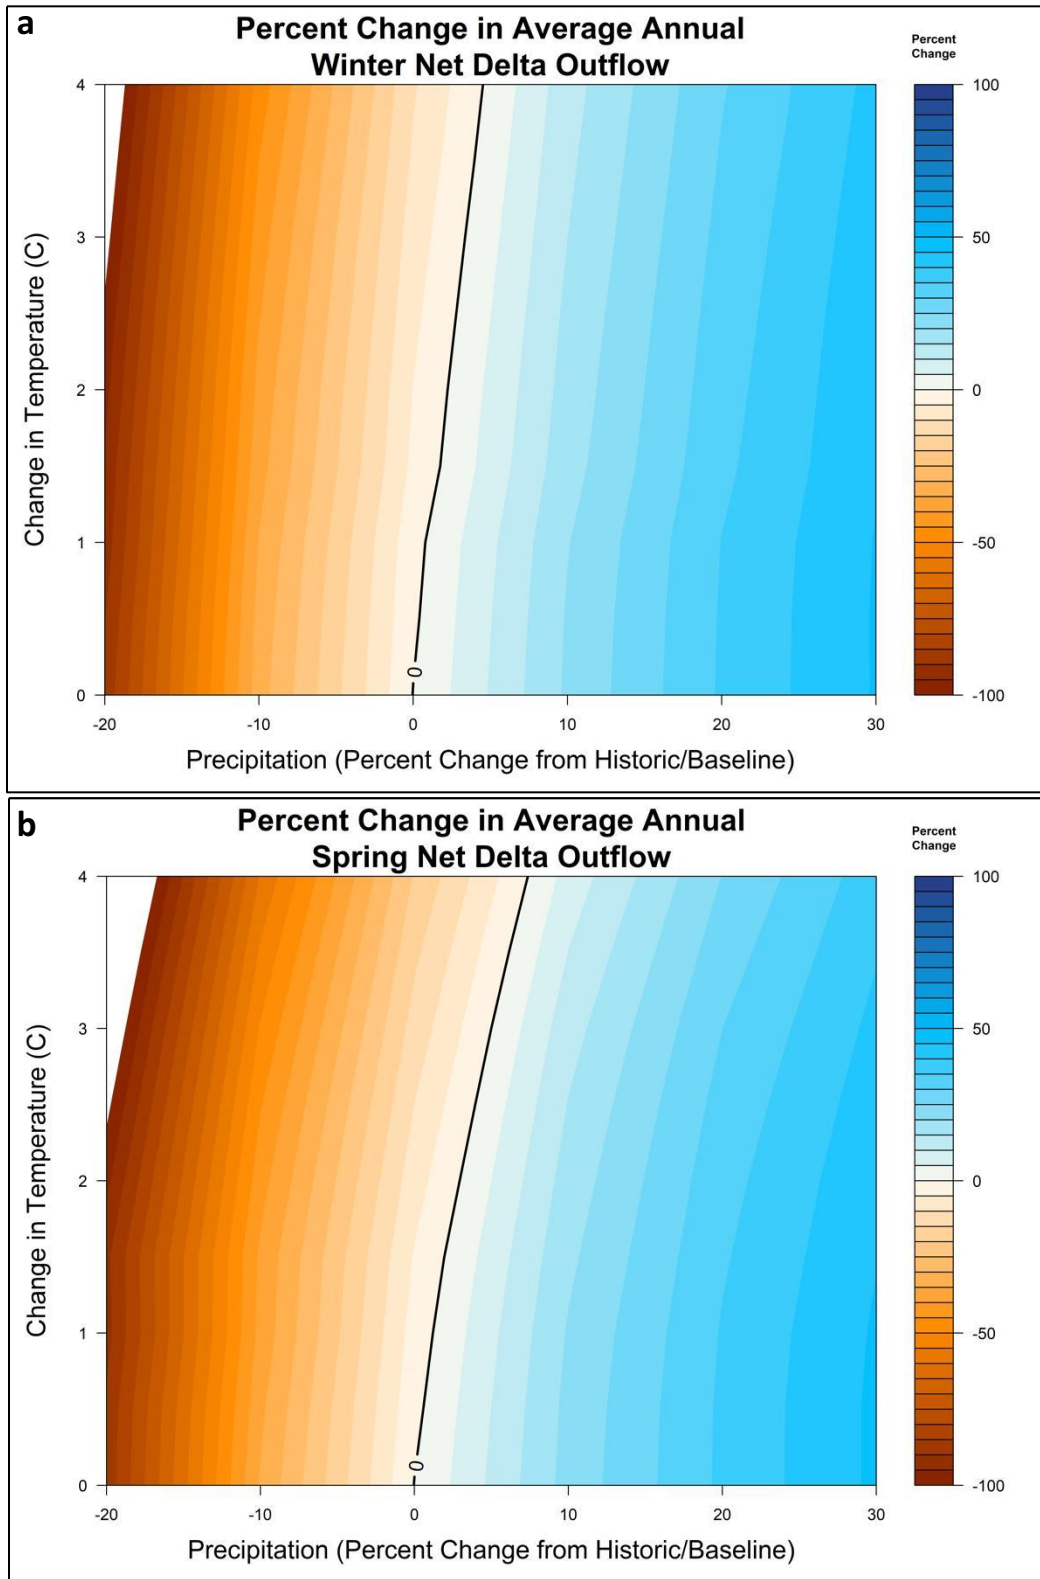 a
Percent Change in Average Annual
Winter Net Delta Outflow
Percent
Change
4
3
2
1
0
Change in Temperature (C)
0
-20
-10
0
10
20
30
Precipitation (Percent Change from Historic/Baseline)
100
50
0
-50
-100
b
Percent Change in Average Annual
Spring Net Delta Outflow
Percent
Change
4
3
2
1
0
Change in Temperature (C)
0
-20
-10
0
10
20
30
Precipitation (Percent Change from Historic/Baseline)
100
50
0
-50
-100